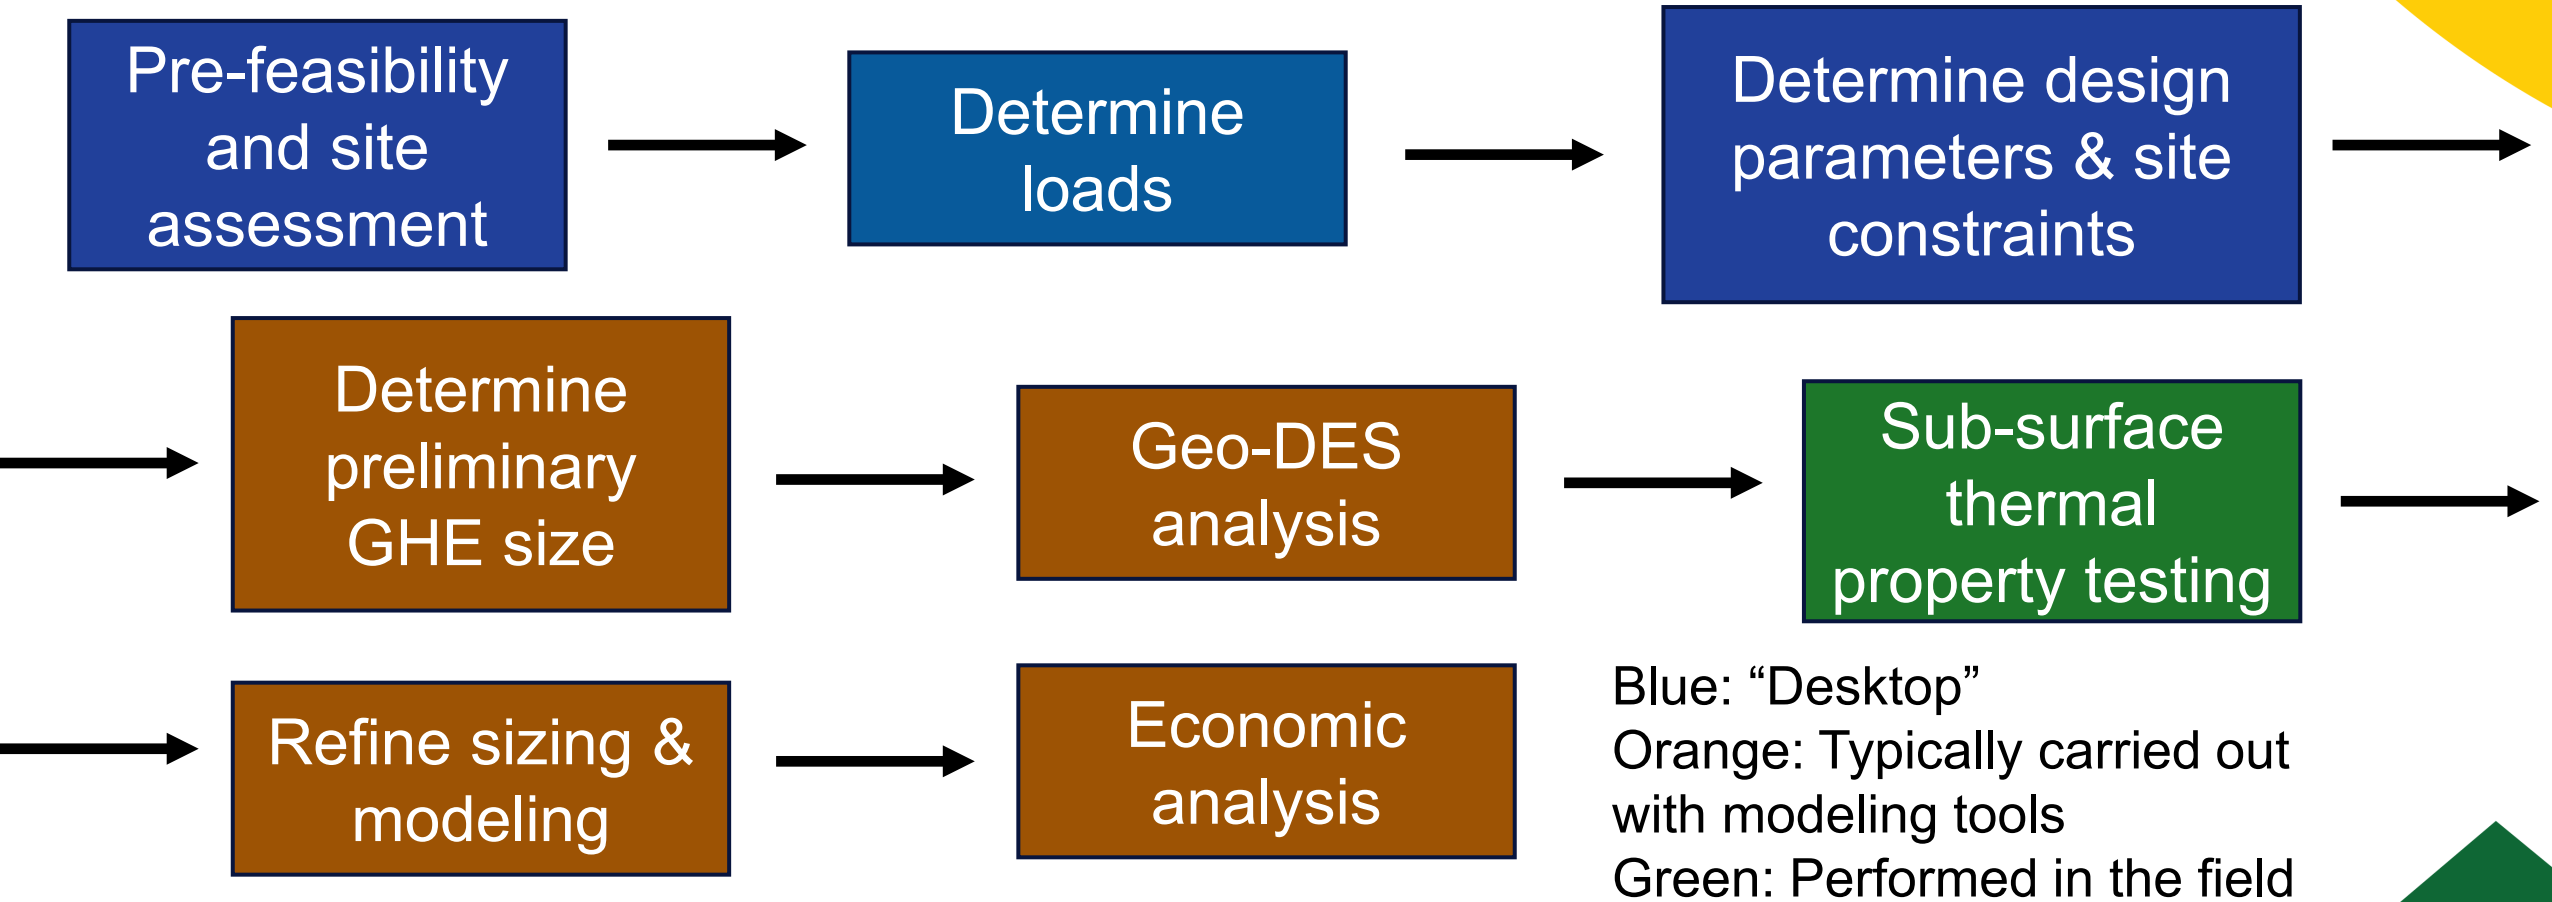 Pre-feasibility
and site
assessment
Determine
loads
Determine design
parameters & site
constraints
Determine
preliminary
GHE size
Geo-DES
analysis
Sub-surface
thermal
property testing
Refine sizing &
modeling
Economic
analysis
Blue: “Desktop”
Orange: Typically carried out
with modeling tools
Green: Performed in the field